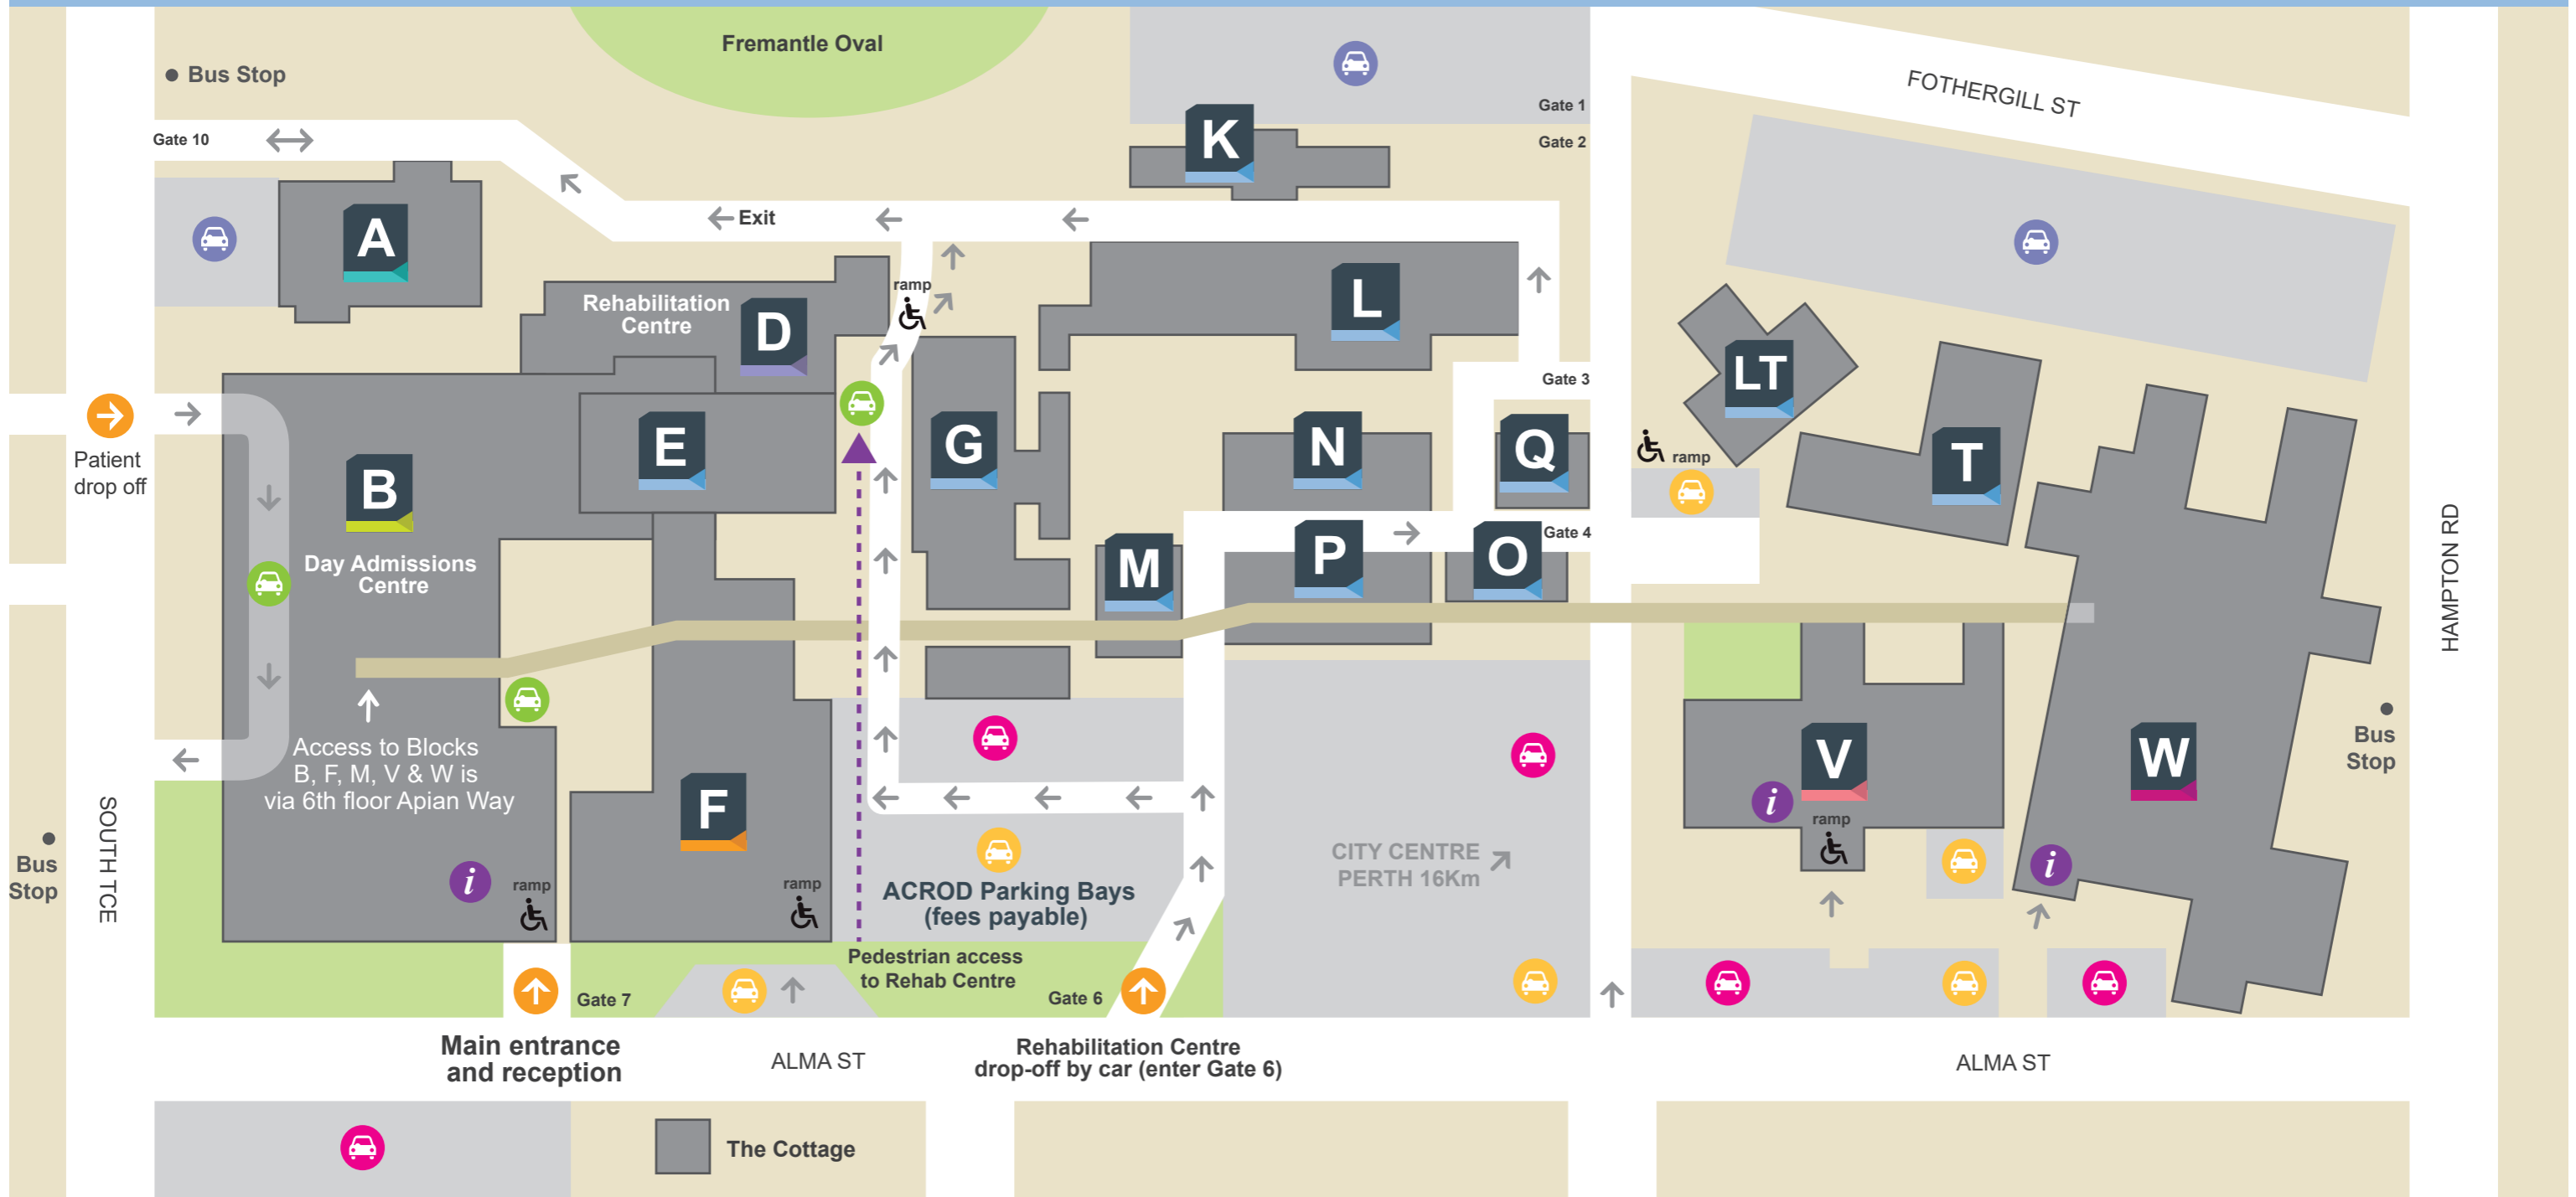 Fremantle Oval
Bus Stop
Gate 1
FOTHERGILL ST
Gate 2
K
Gate 10
Exit
A
ramp
Rehabilitation
Centre
D
L
LT
Gate 3
Patient
drop off
B
E
G
N
Q
ramp
T
Gate 4
Day Admissions
Centre
M
P
O
HAMPTON RD
Access to Blocks
B, F, M, V & W is
via 6th floor Apian Way
F
V
W
Bus
Stop
SOUTH TCE
Bus
Stop
i
ramp
ramp
ACROD Parking Bays
(fees payable)
CITY CENTRE
PERTH 16Km
i
ramp
i
Pedestrian access
to Rehab Centre
Gate 7
Gate 6
Main entrance
and reception
ALMA ST
Rehabilitation Centre
drop-off by car (enter Gate 6)
ALMA ST
The Cottage